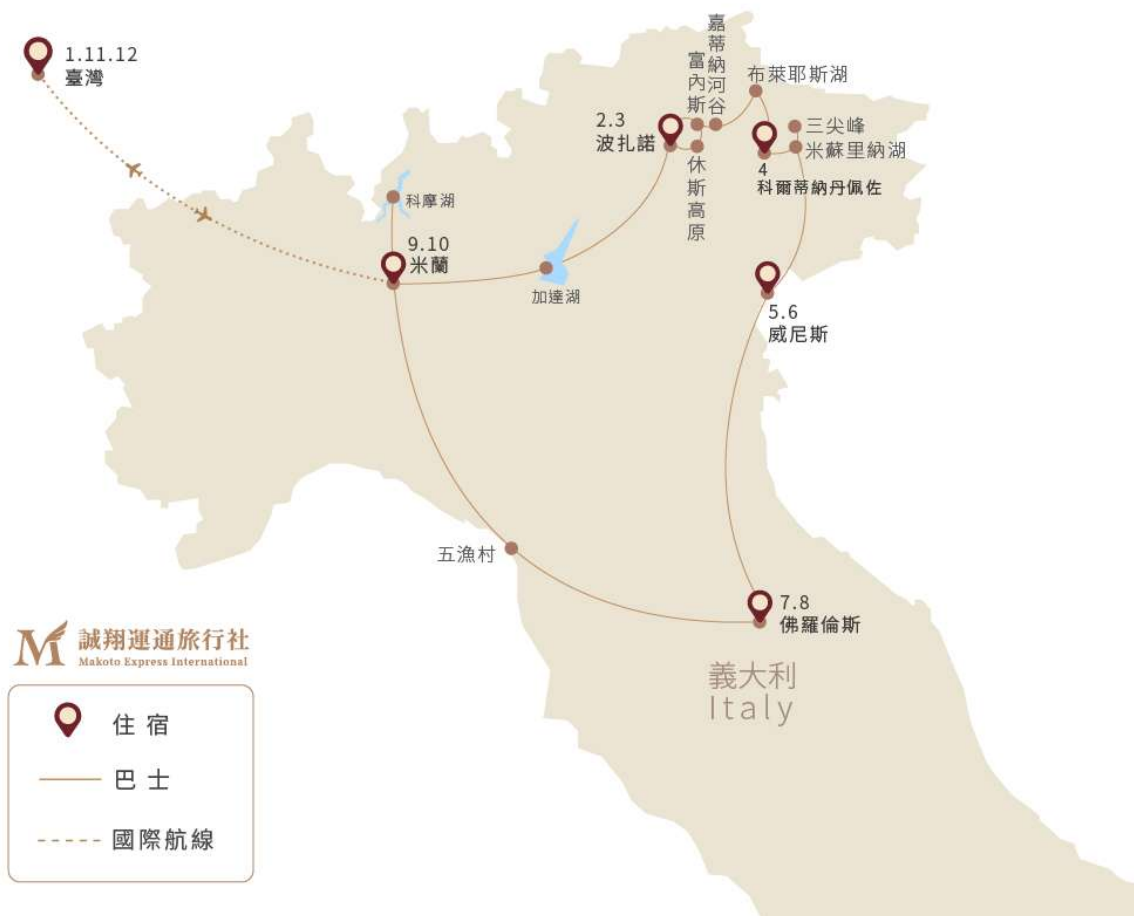 1.11.12
臺灣
嘉蒂納河谷
富內斯
布萊耶斯湖
2.3
波扎諾
三尖峰
米蘇里納湖
4
科爾蒂納丹佩佐
休斯高原
科摩湖
9.10
米蘭
加達湖
5.6
威尼斯
五漁村
7.8
佛羅倫斯
義大利
Italy
M 誠翔運通旅行社
Makoto Express International
住宿
巴士
國際航線